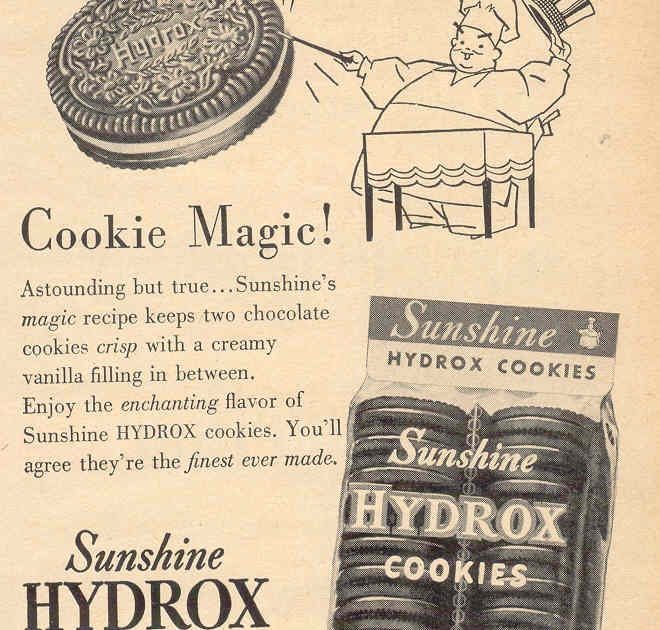 Hydrox
Cookie Magic!
Astounding but true...Sunshine's
magic recipe keeps two chocolate
cookies crisp with a creamy
vanilla filling in between.
Enjoy the enchanting flavor of
Sunshine HYDROX cookies. You'll
agree they're the finest ever made.
Sunshine
HYDROX
Sunshine
HYDROX COOKIES
Sunshine
HYDROX
COOKIES